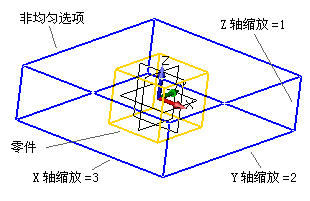 非均匀选项
Z 轴缩放 =1
Z
X
零件
X 轴缩放 =3
Y 轴缩放 =2